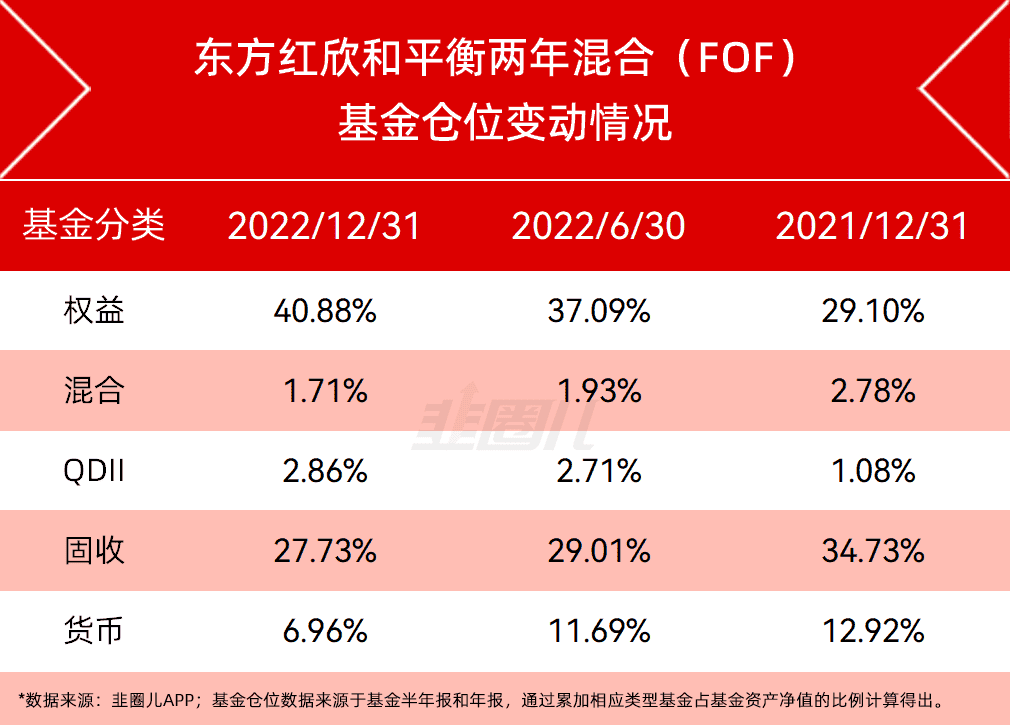 东方红欣和平衡两年混合（FOF）
基金仓位变动情况
基金分类 2022/12/31 2022/6/30 2021/12/31
权益 40.88% 37.09% 29.10%
混合 1.71% 1.93% 2.78%
韭圈儿
QDII 2.86% 2.71% 1.08%
固收 27.73% 29.01% 34.73%
货币 6.96% 11.69% 12.92%
*数据来源：韭圈儿APP；基金仓位数据来源于基金半年报和年报，通过累加相应类型基金占基金资产净值的比例计算得出。